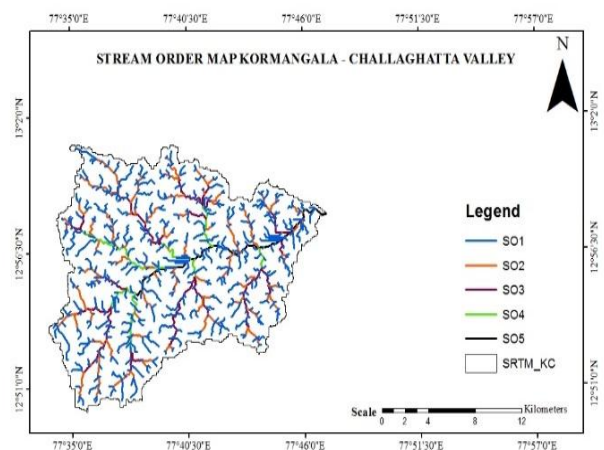 77°35'0"E 77°40'30"E 77°46'0"E 77°51'30"E 77°57'0"E
STREAM ORDER MAP KORMANGALA - CHALLAGHATTA VALLEY
N
13°2'0"N 13°2'0"N
Legend
SO1
SO2
SO3
SO4
SO5
SRTM_KC
12°56'30"N 12°56'30"N
12°51'0"N 12°51'0"N
Scale Kilometers
0 2 4 8 12
77°35'0"E 77°40'30"E 77°46'0"E 77°51'30"E 77°57'0"E